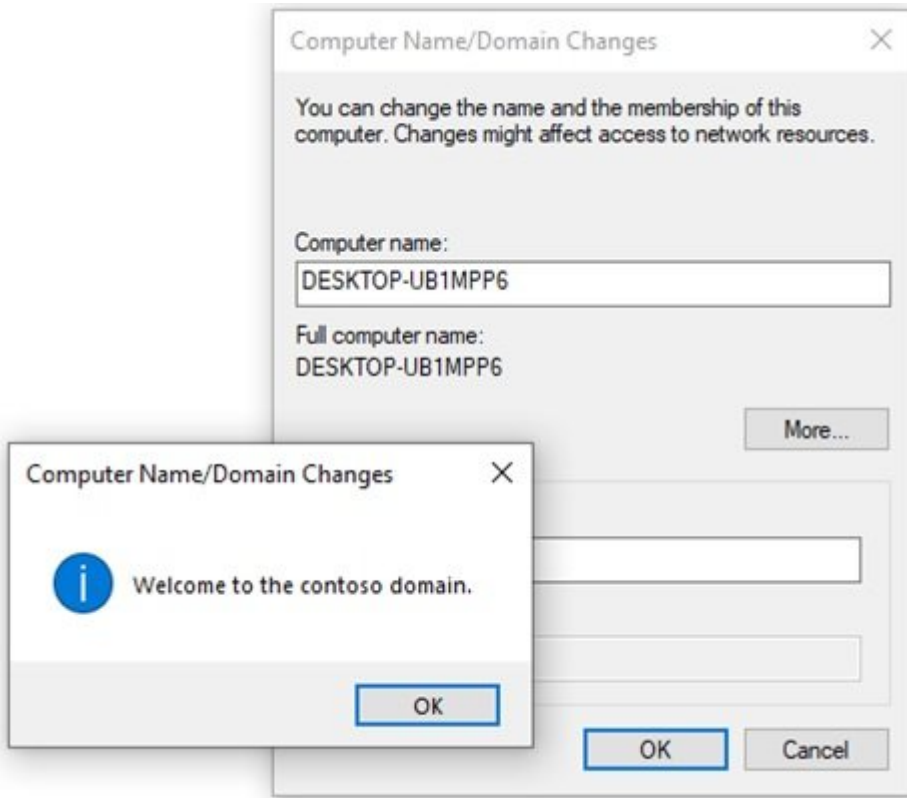 Computer Name/Domain Changes
You can change the name and the membership of this
computer. Changes might affect access to network resources.
Computer name:
DESKTOP-UB1MPP6
Full computer name:
DESKTOP-UB1MPP6
More...
Computer Name/Domain Changes
Welcome to the contoso domain.
OK
OK
Cancel